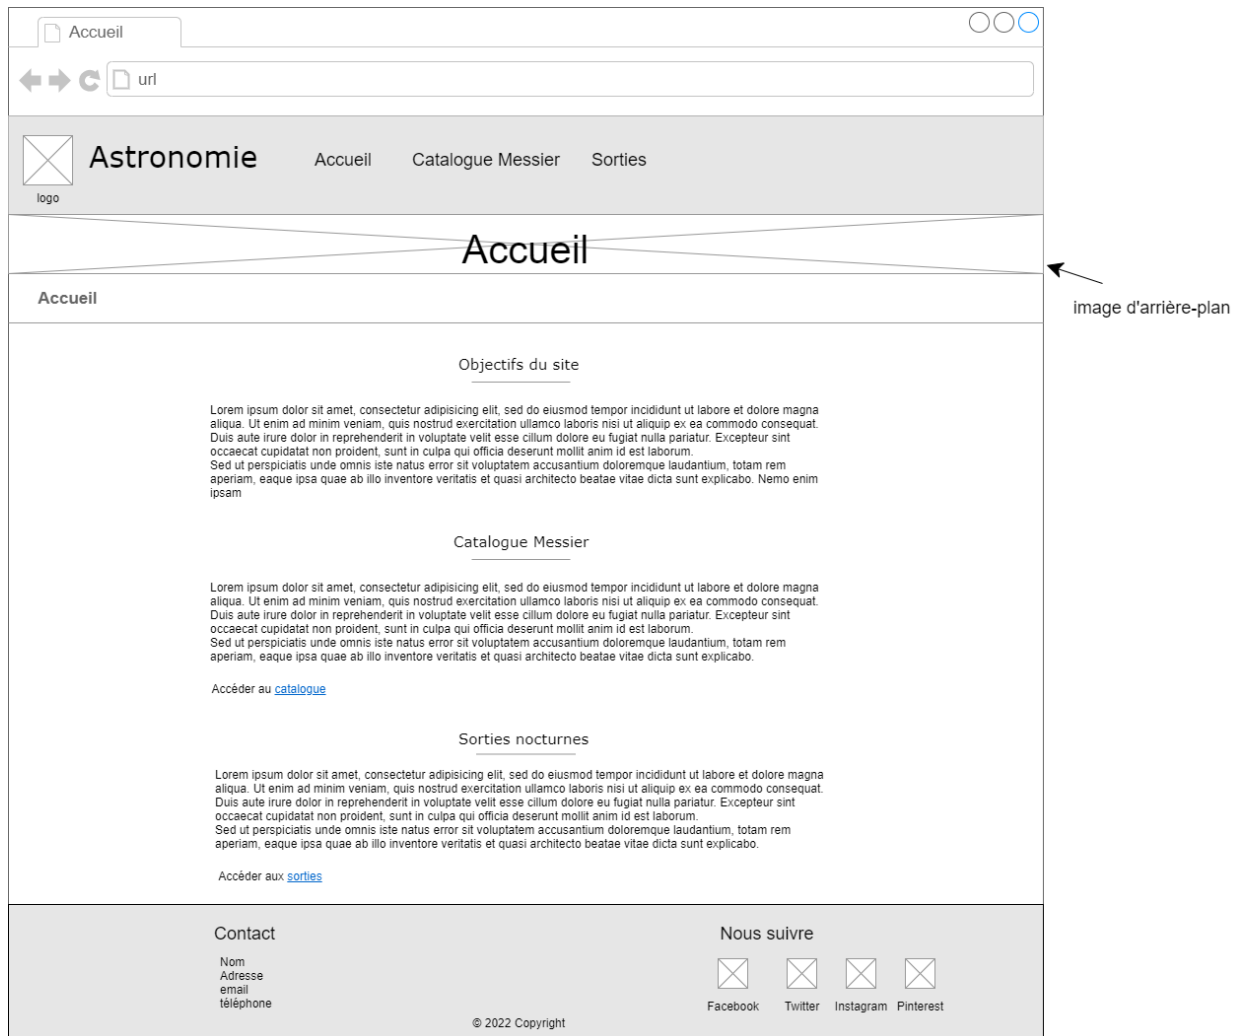 Accueil
url
Astronomie
Accueil
Catalogue Messier
Sorties
logo
Accueil
Accueil
image d'arrière-plan
Objectifs du site
Lorem ipsum dolor sit amet, consectetur adipisicing elit, sed do eiusmod tempor incididunt ut labore et dolore magna
aliqua. Ut enim ad minim veniam, quis nostrud exercitation ullamco laboris nisi ut aliquip ex ea commodo consequat.
Duis aute irure dolor in reprehenderit in voluptate velit esse cillum dolore eu fugiat nulla pariatur. Excepteur sint
occaecat cupidatat non proident, sunt in culpa qui officia deserunt mollit anim id est laborum.
Sed ut perspiciatis unde omnis iste natus error sit voluptatem accusantium doloremque laudantium, totam rem
aperiam, eaque ipsa quae ab illo inventore veritatis et quasi architecto beatae vitae dicta sunt explicabo. Nemo enim
ipsam
Catalogue Messier
Lorem ipsum dolor sit amet, consectetur adipisicing elit, sed do eiusmod tempor incididunt ut labore et dolore magna
aliqua. Ut enim ad minim veniam, quis nostrud exercitation ullamco laboris nisi ut aliquip ex ea commodo consequat.
Duis aute irure dolor in reprehenderit in voluptate velit esse cillum dolore eu fugiat nulla pariatur. Excepteur sint
occaecat cupidatat non proident, sunt in culpa qui officia deserunt mollit anim id est laborum.
Sed ut perspiciatis unde omnis iste natus error sit voluptatem accusantium doloremque laudantium, totam rem
aperiam, eaque ipsa quae ab illo inventore veritatis et quasi architecto beatae vitae dicta sunt explicabo.
Accéder au catalogue
Sorties nocturnes
Lorem ipsum dolor sit amet, consectetur adipisicing elit, sed do eiusmod tempor incididunt ut labore et dolore magna
aliqua. Ut enim ad minim veniam, quis nostrud exercitation ullamco laboris nisi ut aliquip ex ea commodo consequat.
Duis aute irure dolor in reprehenderit in voluptate velit esse cillum dolore eu fugiat nulla pariatur. Excepteur sint
occaecat cupidatat non proident, sunt in culpa qui officia deserunt mollit anim id est laborum.
Sed ut perspiciatis unde omnis iste natus error sit voluptatem accusantium doloremque laudantium, totam rem
aperiam, eaque ipsa quae ab illo inventore veritatis et quasi architecto beatae vitae dicta sunt explicabo.
Accéder aux sorties
Contact
Nom
Adresse
email
téléphone
Nous suivre
Facebook
Twitter
Instagram
Pinterest
© 2022 Copyright